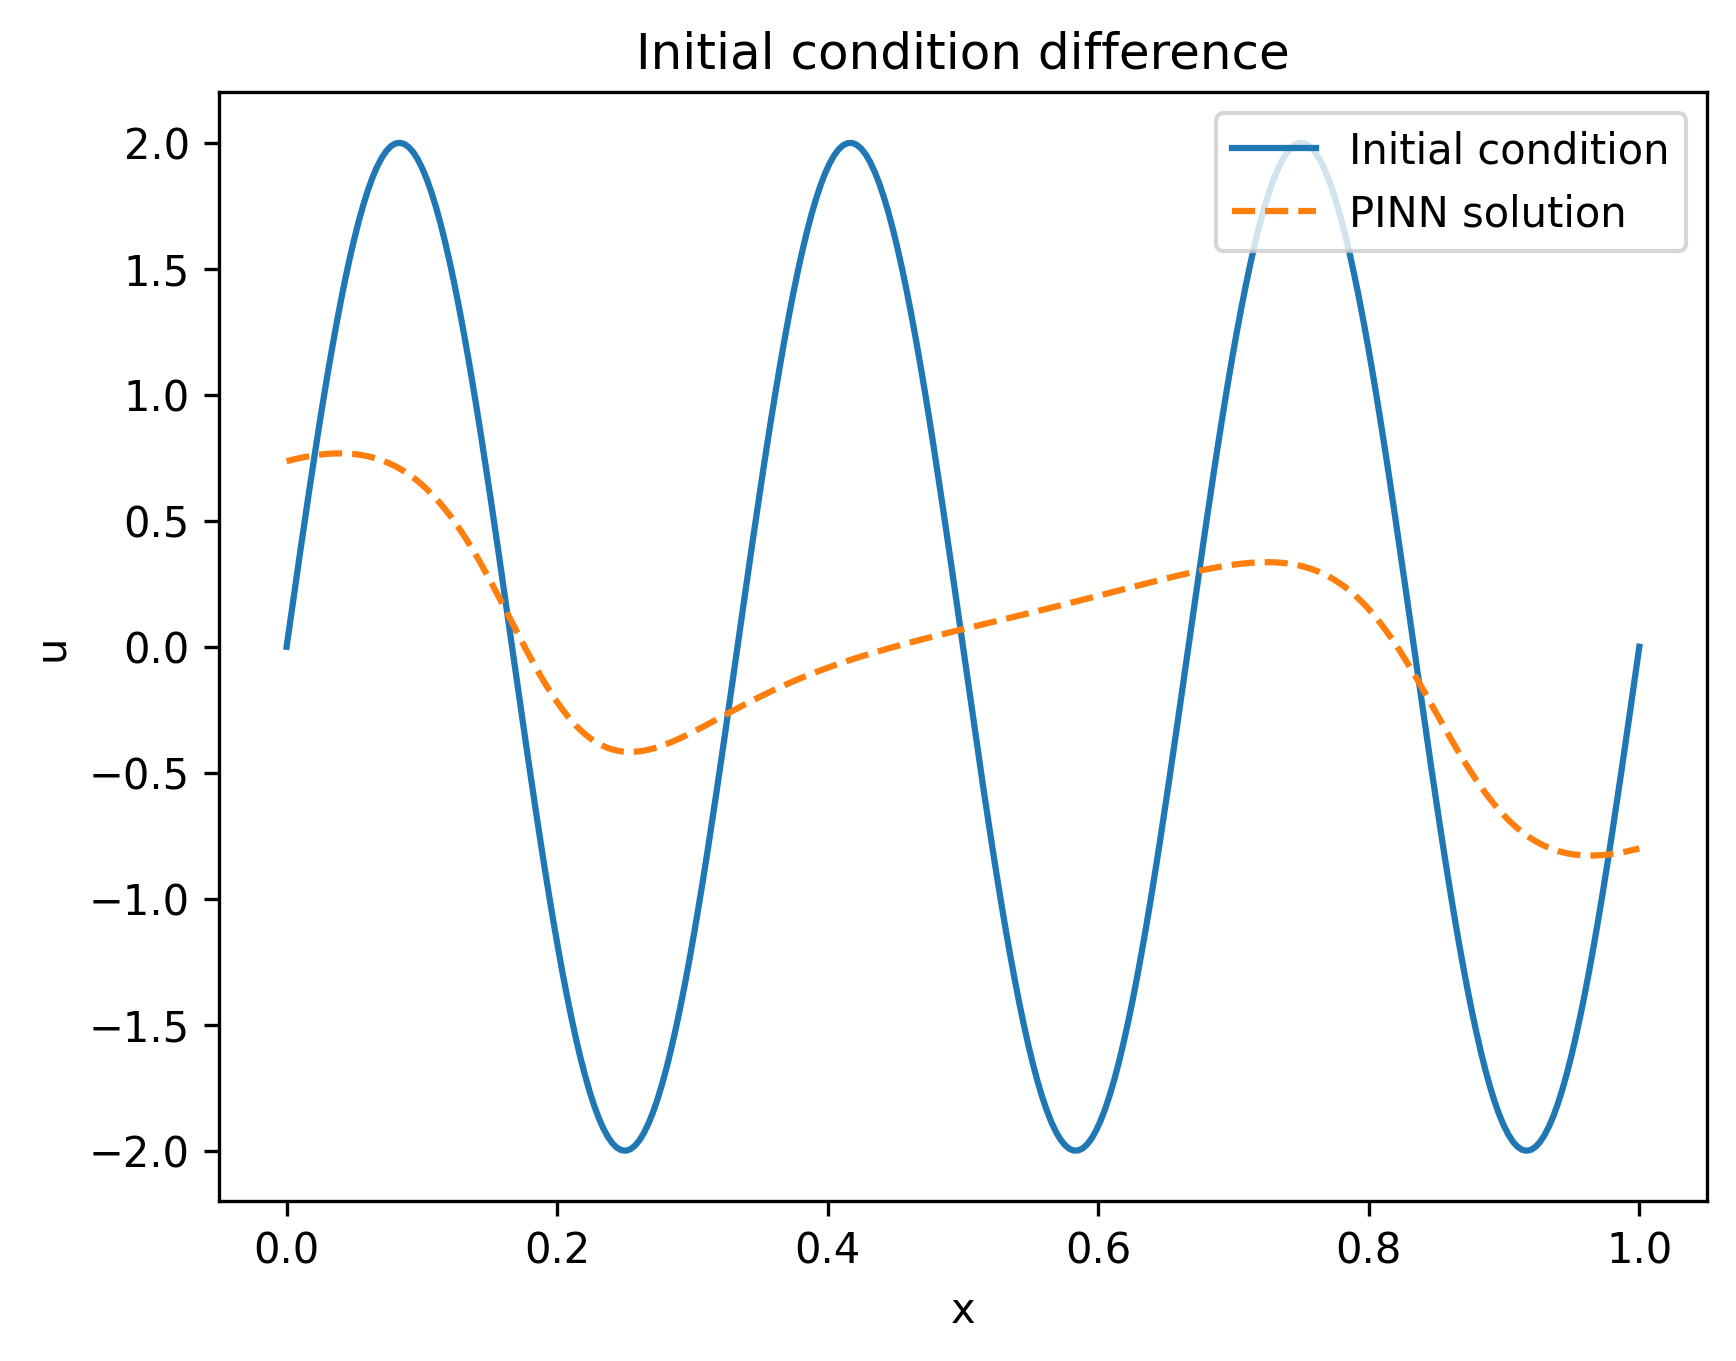 Initial condition difference
Initial condition
PINN solution
2.0
1.5
1.0
0.5
0.0
−0.5
−1.0
−1.5
−2.0
u
0.0 0.2 0.4 0.6 0.8 1.0
x